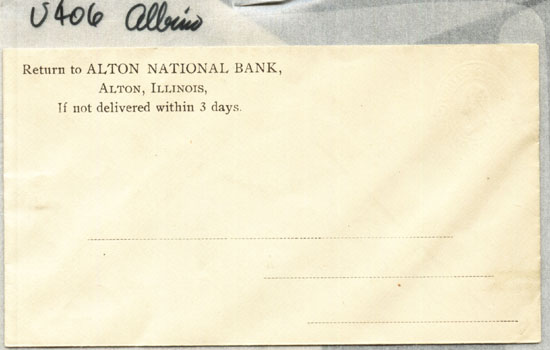 U406 Albino
Return to ALTON NATIONAL BANK,
ALTON, ILLINOIS,
If not delivered within 3 days.